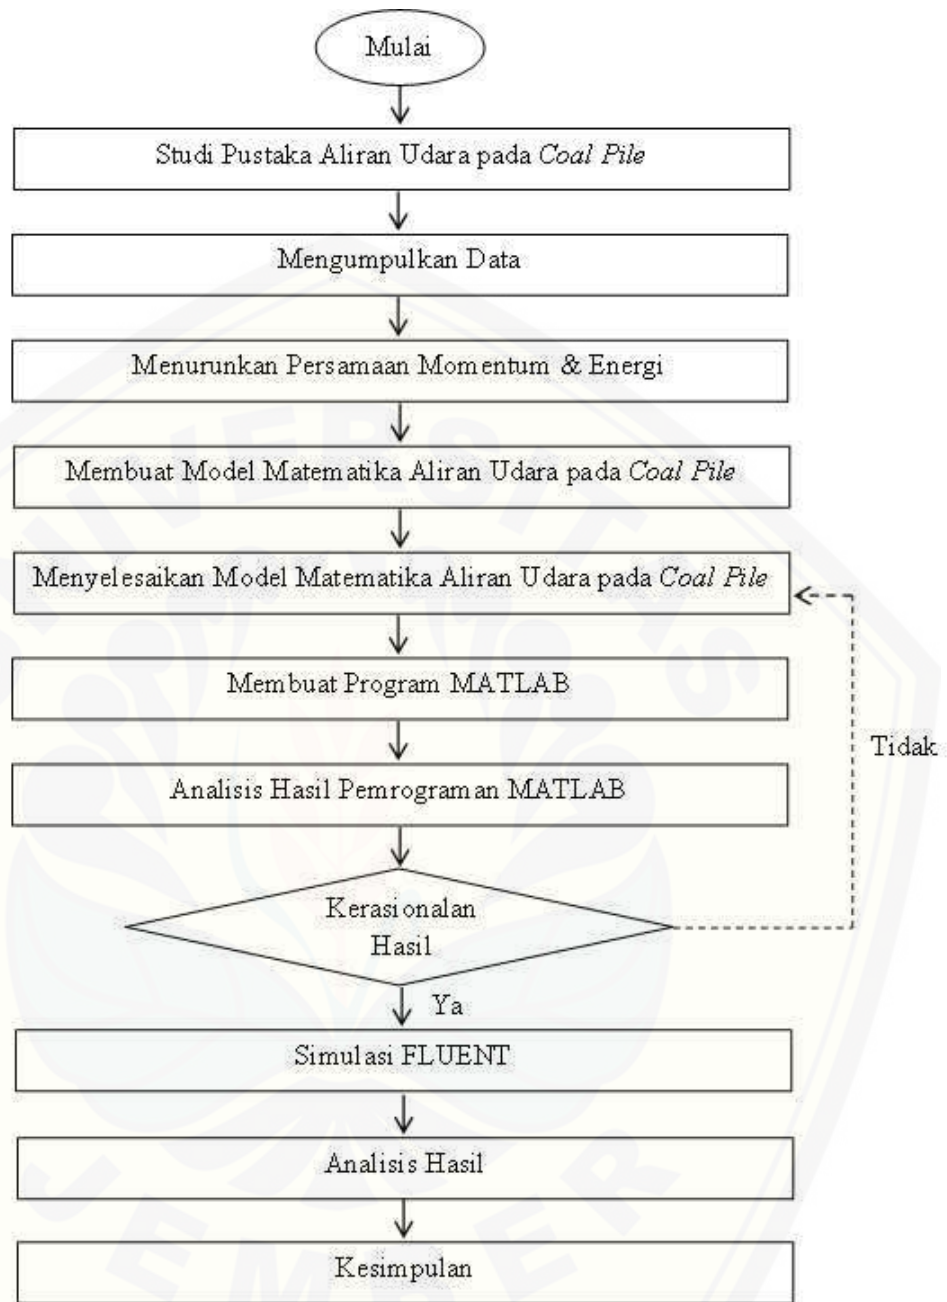 Mulai
Studi Pustaka Aliran Udara pada Coal Pile
Mengumpulkan Data
Menurunkan Persamaan Momentum & Energi
Membuat Model Matematika Aliran Udara pada Coal Pile
Menyelesaikan Model Matematika Aliran Udara pada Coal Pile
Membuat Program MATLAB
Analisis Hasil Pemrograman MATLAB
Tidak
Kerasionalan
Hasil
Ya
Simulasi FLUENT
Analisis Hasil
Kesimpulan
UNIVERSITAS
JEMBER